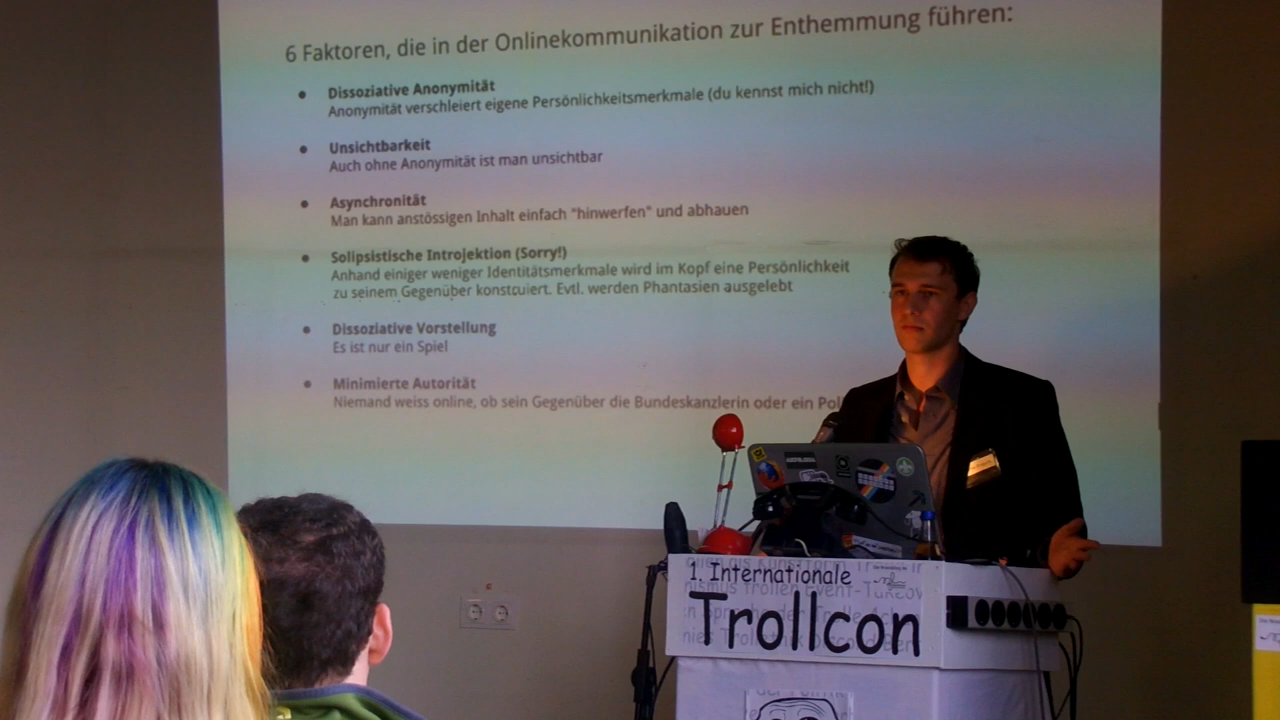 6 Faktoren, die in der Onlinekommunikation zur Enthemmung führen:
Dissoziative Anonymität
Anonymität verschleiert eigene Persönlichkeitsmerkmale (du kennst mich nicht!)
Unsichtbarkeit
Auch ohne Anonymität ist man unsichtbar
Asynchronität
Man kann anstössigen Inhalt einfach "hinwerfen" und abhauen
Solipsistische Introjektion (Sorry!)
Anhand einiger weniger Identitätsmerkmale wird im Kopf eine Persönlichkeit
zu seinem Gegenüber konstruiert. Evtl. werden Phantasien ausgelebt
Dissoziative Vorstellung
Es ist nur ein Spiel
Minimierte Autorität
Niemand weiss online, ob sein Gegenüber die Bundeskanzlerin oder ein Pol
1. Internationale
Trollcon